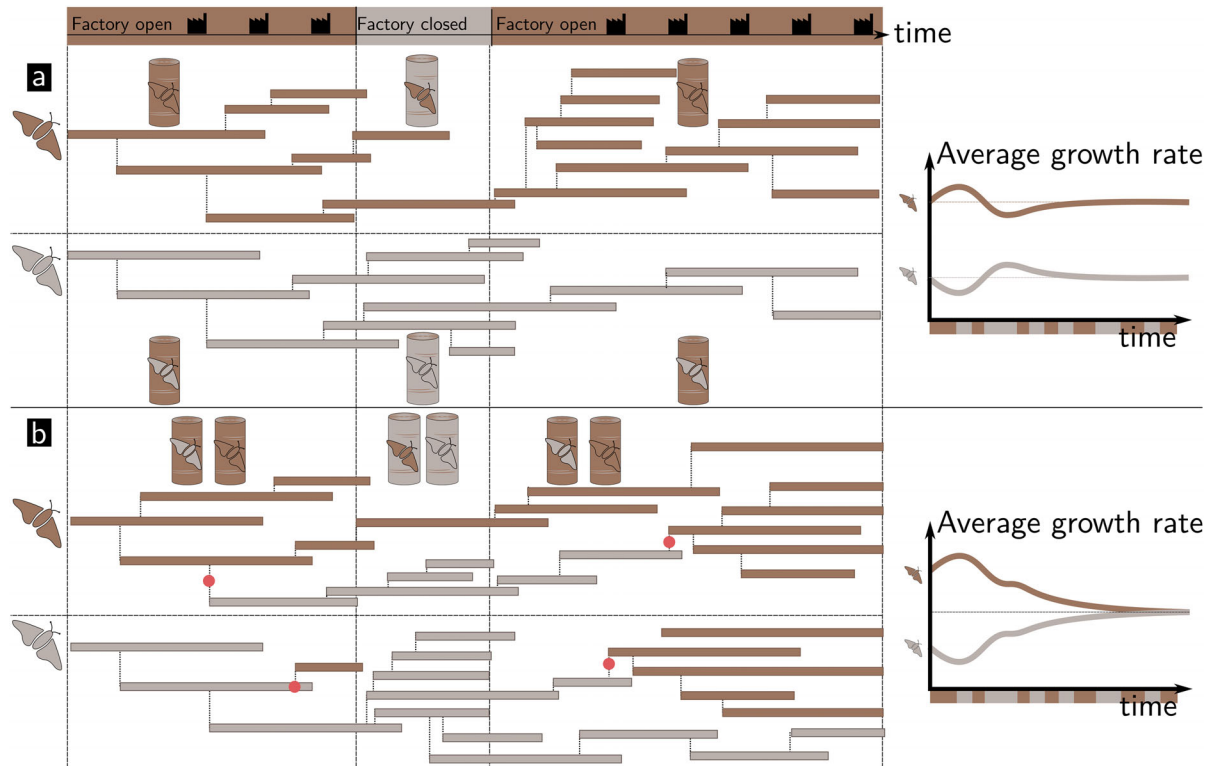 Factory open
Factory closed
Factory open
time
a
Average growth rate
time
b
Average growth rate
time